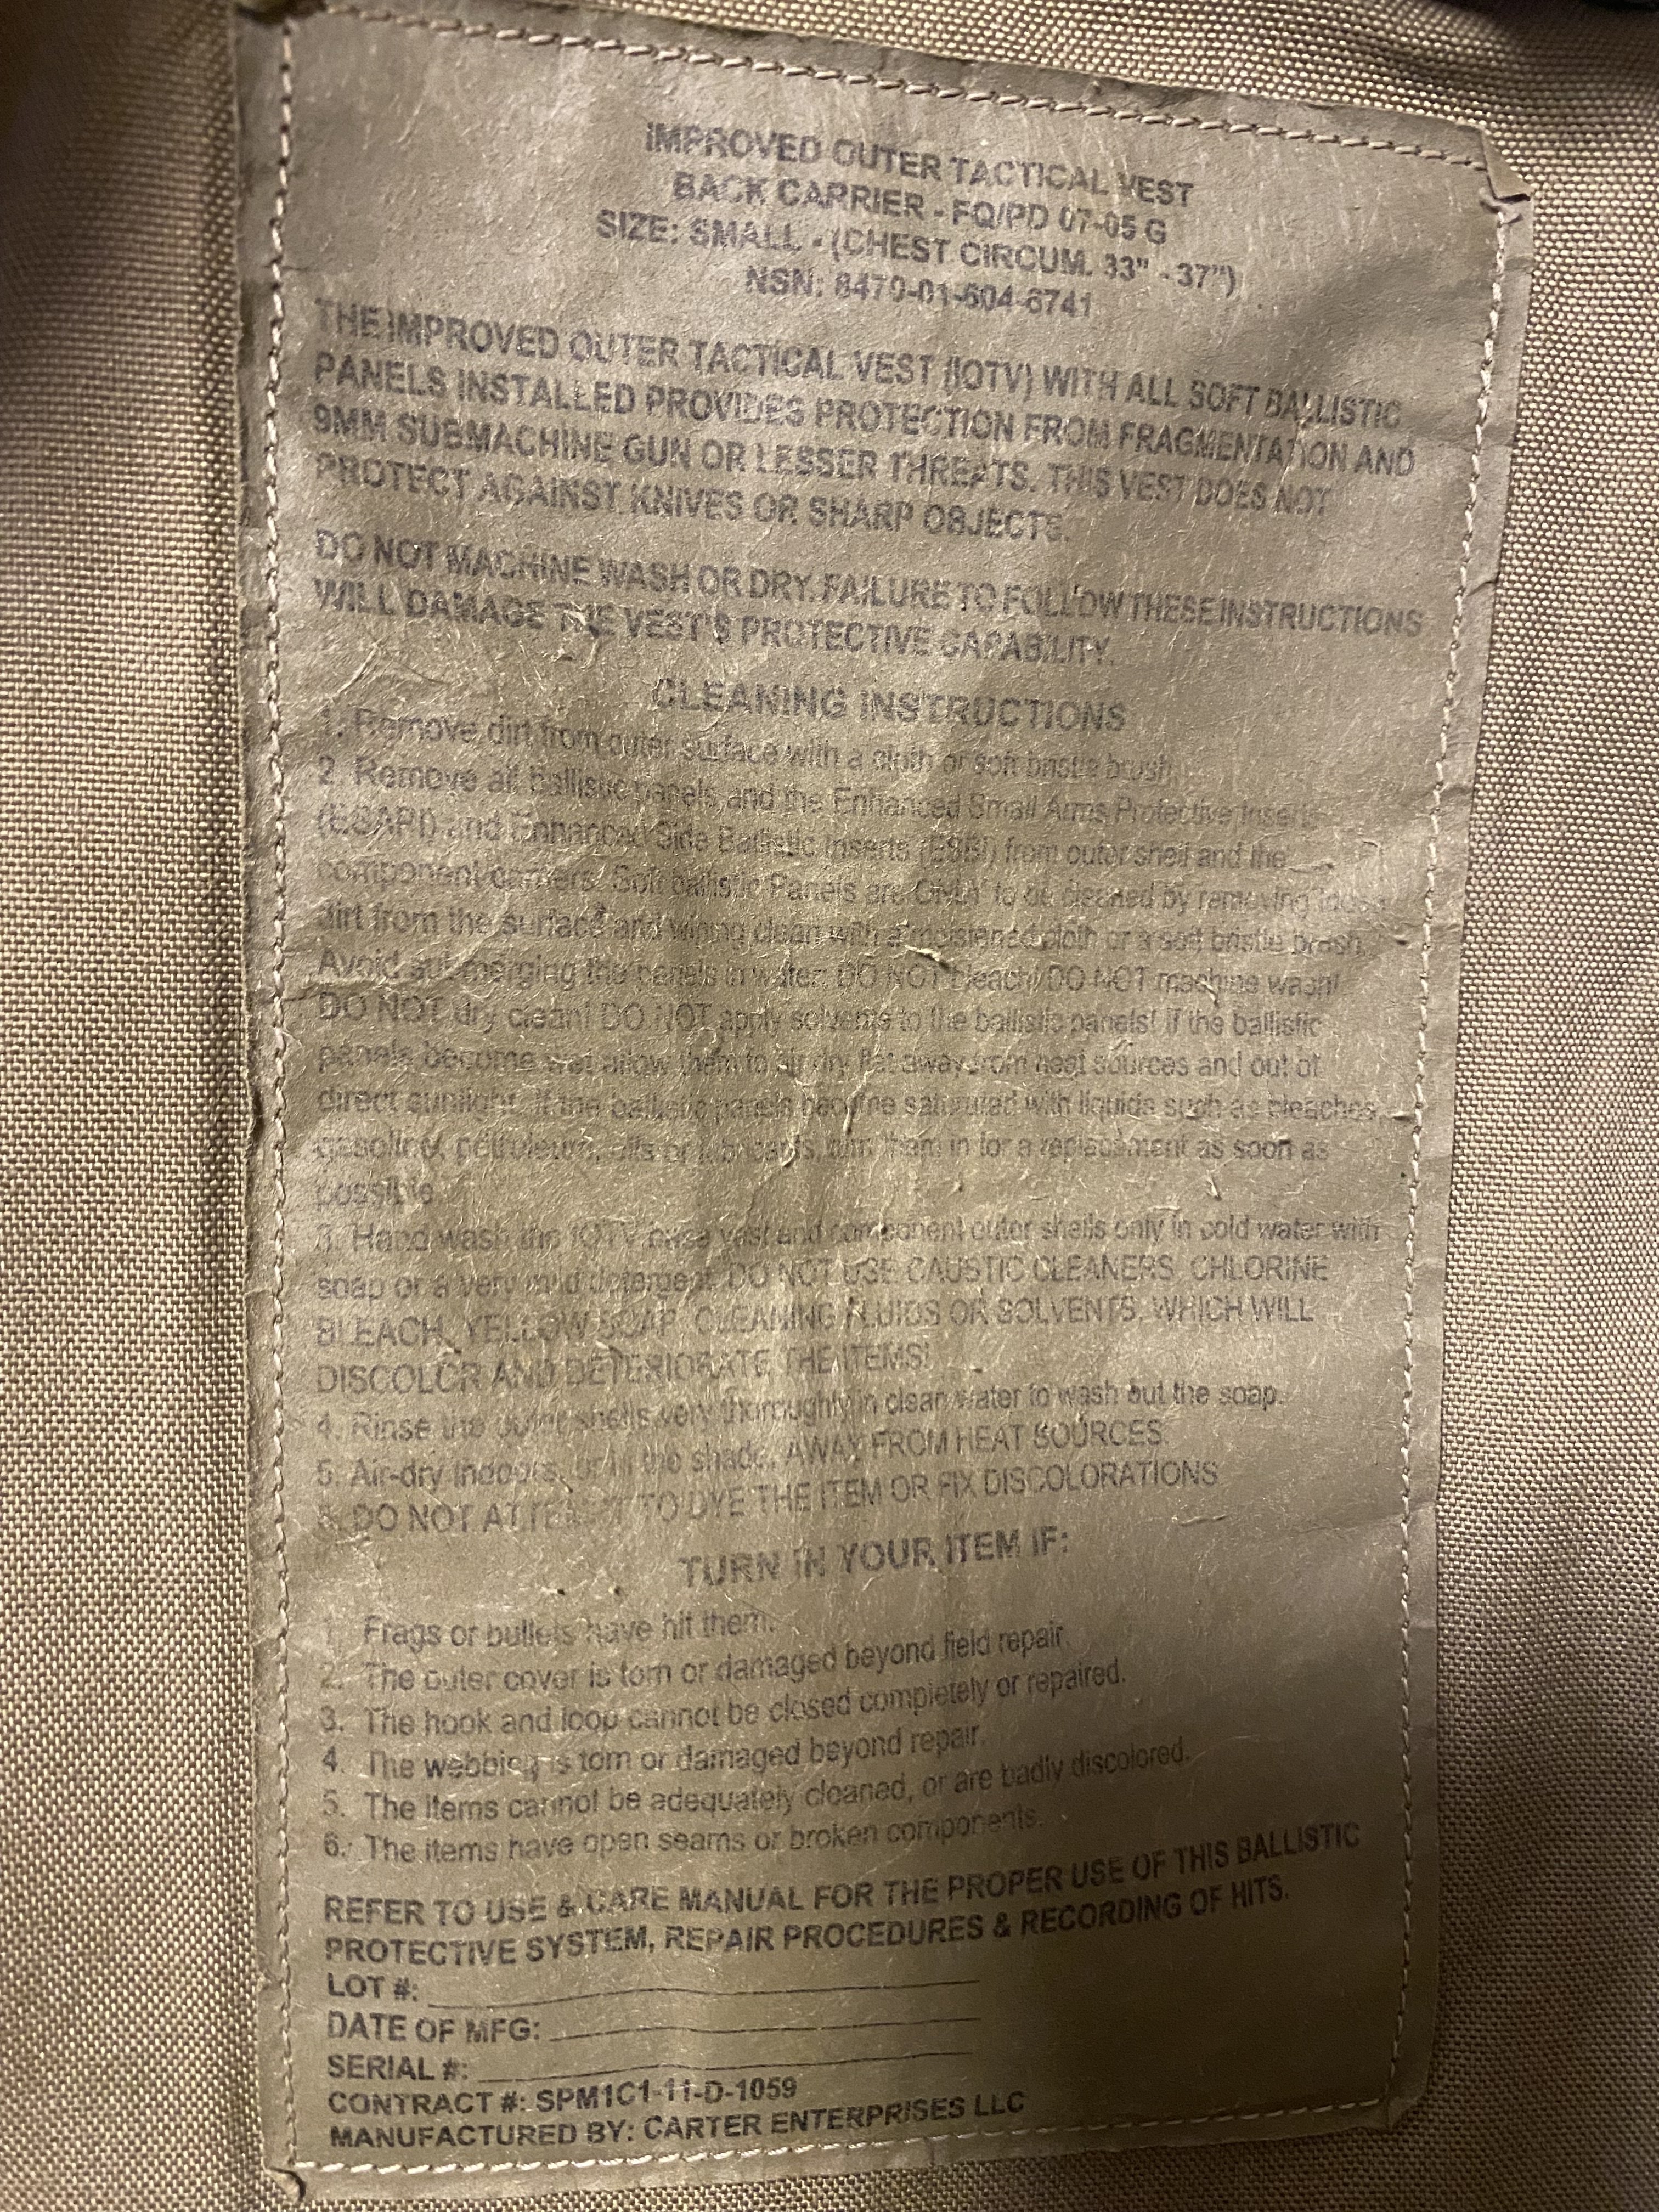 IMPROVED OUTER TACTICAL VEST
BACK CARRIER - FQ/PD 07-05 G
SIZE: SMALL - (CHEST CIRCUM. 33" - 37")
NSN: 8470-01-604-6741
THE IMPROVED OUTER TACTICAL VEST (IOTV) WITH ALL SOFT BALLISTIC
PANELS INSTALLED PROVIDES PROTECTION FROM FRAGMENTATION AND
9MM SUBMACHINE GUN OR LESSER THREATS. THIS VEST DOES NOT
PROTECT AGAINST KNIVES OR SHARP OBJECTS.
DO NOT MACHINE WASH OR DRY. FAILURE TO FOLLOW THESE INSTRUCTIONS
WILL DAMAGE THE VEST'S PROTECTIVE CAPABILITY.
CLEANING INSTRUCTIONS
1. Remove dirt from outer surface with a cloth or soft bristle brush.
2. Remove all ballistic panels and the Enhanced Small Arms Protective Inserts
(ESAPI) and Enhanced Side Ballistic Inserts (ESBI) from outer shell and the
component carriers. Soft ballistic Panels are ONLY to be cleaned by removing loose
dirt from the surface and wiping clean with a moistened cloth or a soft bristle brush.
Avoid submerging the panels in water. DO NOT bleach! DO NOT machine wash!
DO NOT dry clean! DO NOT apply solvents to the ballistic panels! If the ballistic
panels become wet allow them to air dry flat away from heat sources and out of
direct sunlight. If the ballistic panels become saturated with liquids such as bleaches,
gasoline, petroleum, oils or lubricants, turn them in for a replacement as soon as
possible.
3. Hand wash the IOTV base vest and component outer shells only in cold water with
soap or a very mild detergent. DO NOT USE CAUSTIC CLEANERS, CHLORINE
BLEACH, YELLOW SOAP, CLEANING FLUIDS OR SOLVENTS, WHICH WILL
DISCOLOR AND DETERIORATE THE ITEMS!
4. Rinse the outer shells very thoroughly in clean water to wash out the soap.
5. Air-dry indoors, or in the shade, AWAY FROM HEAT SOURCES.
6. DO NOT ATTEMPT TO DYE THE ITEM OR FIX DISCOLORATIONS
TURN IN YOUR ITEM IF:
1. Frags or bullets have hit them.
2. The outer cover is torn or damaged beyond field repair.
3. The hook and loop cannot be closed completely or repaired.
4. The webbing is torn or damaged beyond repair.
5. The items cannot be adequately cleaned, or are badly discolored.
6. The items have open seams or broken components.
REFER TO USE & CARE MANUAL FOR THE PROPER USE OF THIS BALLISTIC
PROTECTIVE SYSTEM, REPAIR PROCEDURES & RECORDING OF HITS.
LOT #:
DATE OF MFG:
SERIAL #:
CONTRACT #: SPM1C1-11-D-1059
MANUFACTURED BY: CARTER ENTERPRISES LLC